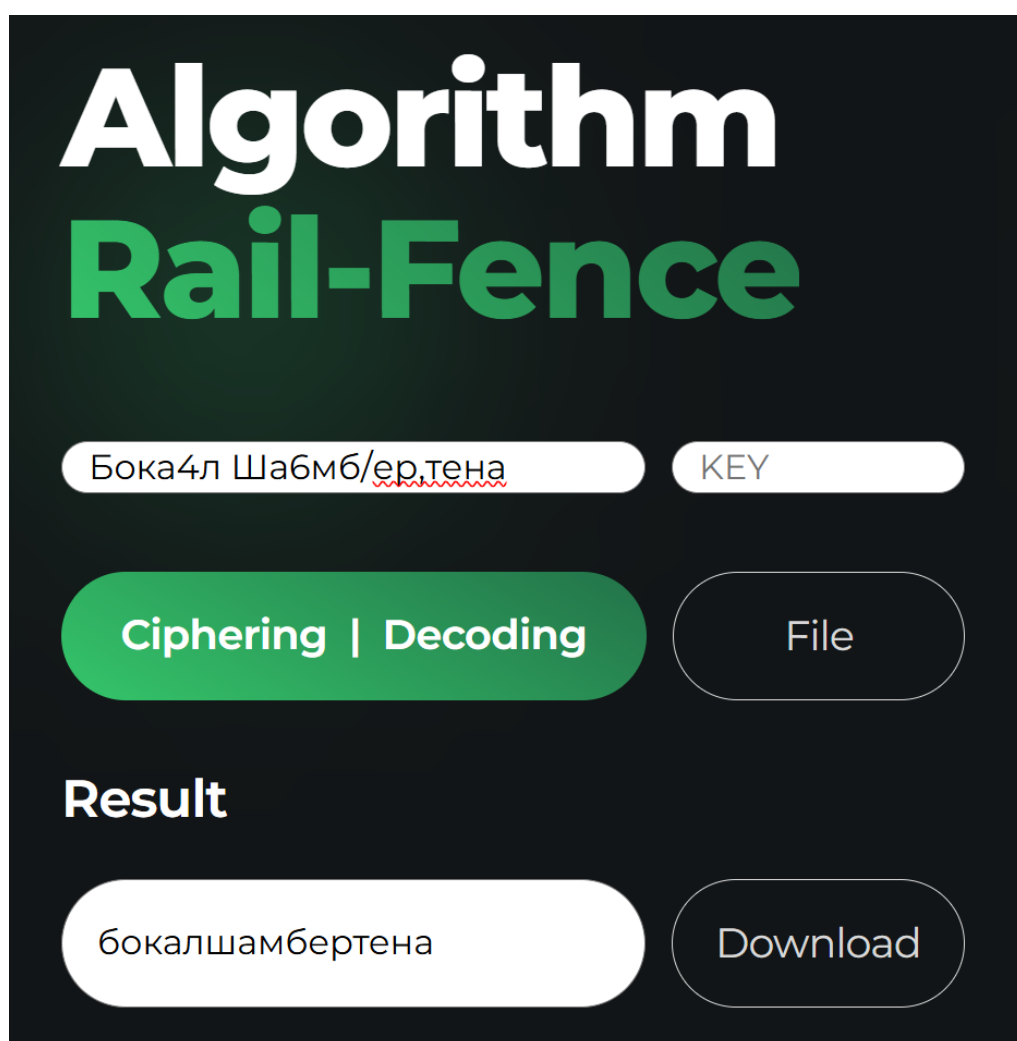 Algorithm
Rail-Fence
Бока4л Ша6мб/ер,тена
KEY
Ciphering | Decoding
File
Result
бокалшамбертена
Download